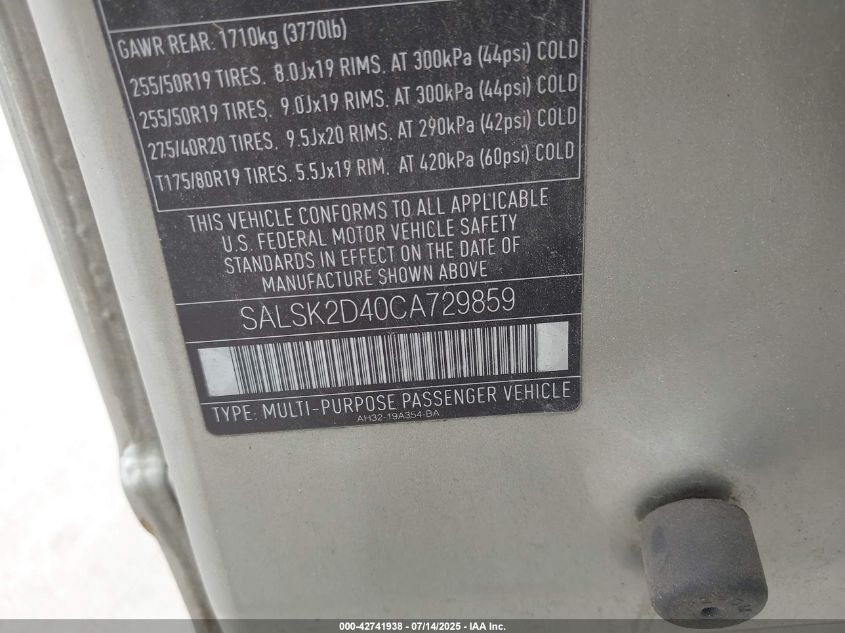 GAWR REAR: 1710kg (3770lb)
255/50R19 TIRES. 8.0Jx19 RIMS. AT 300kPa (44psi) COLD
255/50R19 TIRES. 9.0Jx19 RIMS. AT 300kPa (44psi) COLD
275/40R20 TIRES. 9.5Jx20 RIMS. AT 290kPa (42psi) COLD
T175/80R19 TIRES. 5.5Jx19 RIM. AT 420kPa (60psi) COLD
THIS VEHICLE CONFORMS TO ALL APPLICABLE
U.S. FEDERAL MOTOR VEHICLE SAFETY
STANDARDS IN EFFECT ON THE DATE OF
MANUFACTURE SHOWN ABOVE
SALSK2D40CA729859
TYPE: MULTI-PURPOSE PASSENGER VEHICLE
AH32-19A354-BA
000-42741938 - 07/14/2025 - IAA Inc.